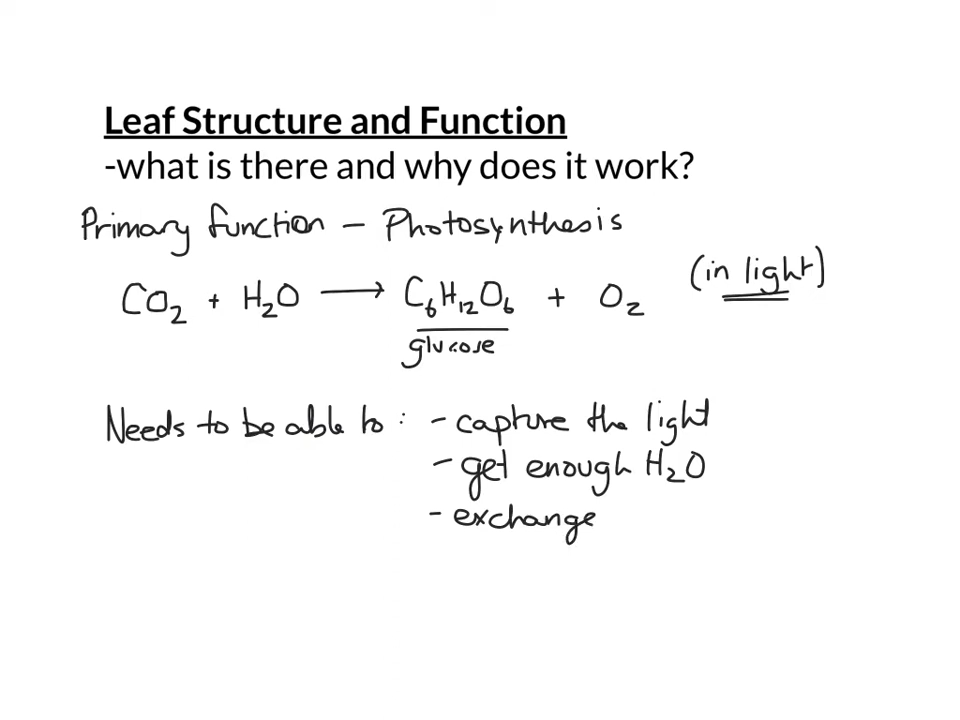 Leaf Structure and Function
-what is there and why does it work?
Primary function - Photosynthesis
CO₂ + H₂O ⟶ C₆H₁₂O₆ + O₂ (in light)
glucose
Needs to be able to : - capture the light
- get enough H₂O
- exchange